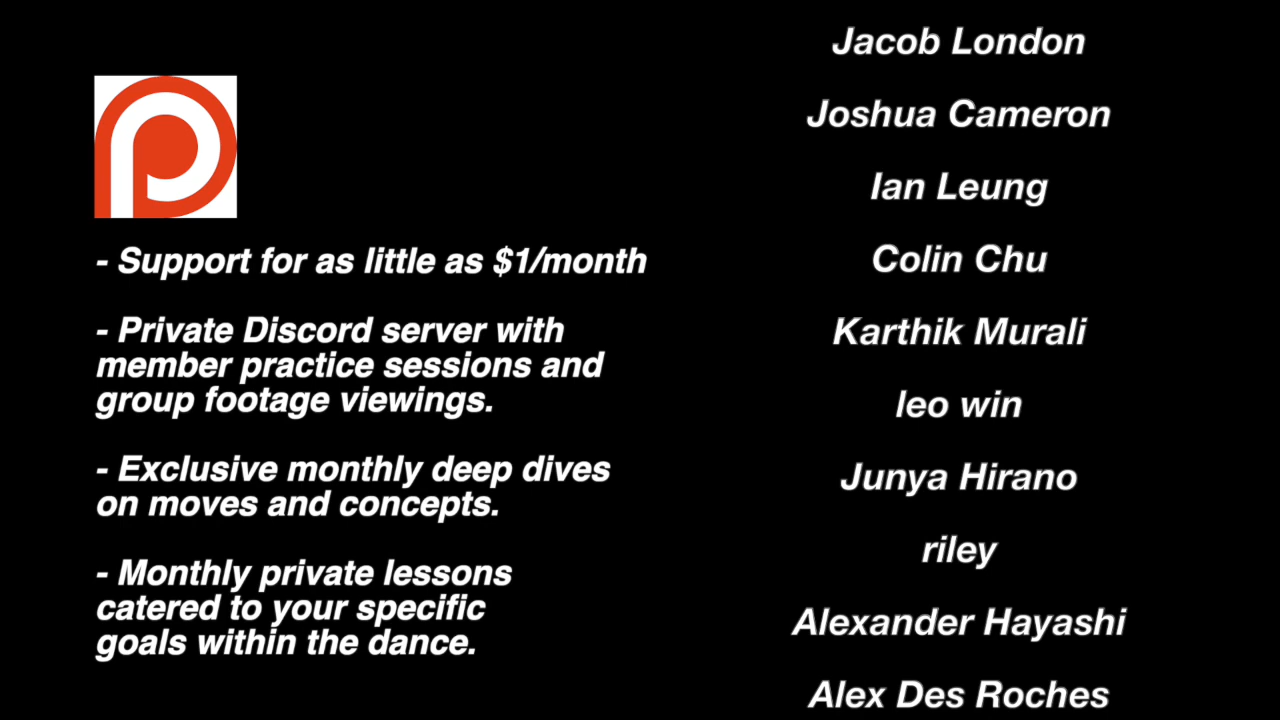 - Support for as little as $1/month
- Private Discord server with
member practice sessions and
group footage viewings.
- Exclusive monthly deep dives
on moves and concepts.
- Monthly private lessons
catered to your specific
goals within the dance.
Jacob London
Joshua Cameron
Ian Leung
Colin Chu
Karthik Murali
leo win
Junya Hirano
riley
Alexander Hayashi
Alex Des Roches